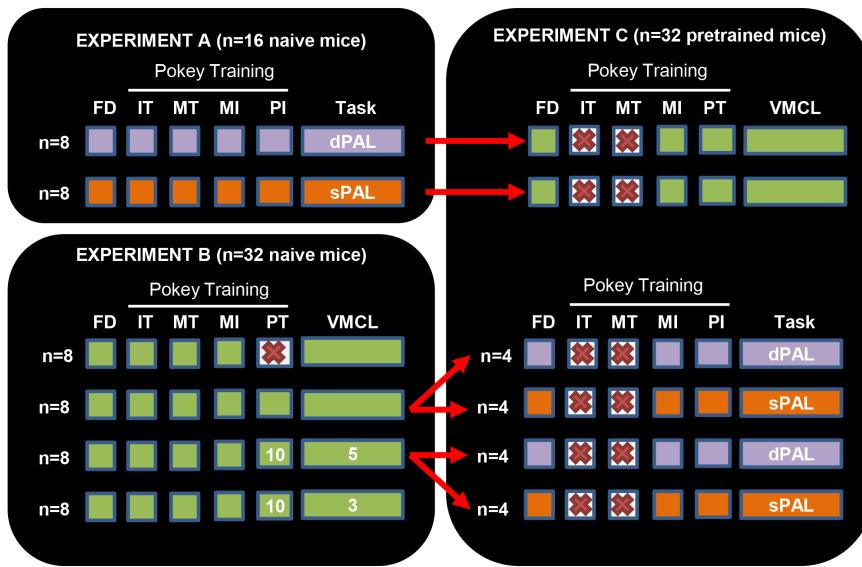 EXPERIMENT A (n=16 naive mice)
Pokey Training
FD IT MT MI PI Task
n=8 dPAL
n=8 sPAL
EXPERIMENT B (n=32 naive mice)
Pokey Training
FD IT MT MI PT VMCL
n=8
n=8
n=8 10 5
n=8 10 3
EXPERIMENT C (n=32 pretrained mice)
Pokey Training
FD IT MT MI PT VMCL
Pokey Training
FD IT MT MI PI Task
n=4 dPAL
n=4 sPAL
n=4 dPAL
n=4 sPAL